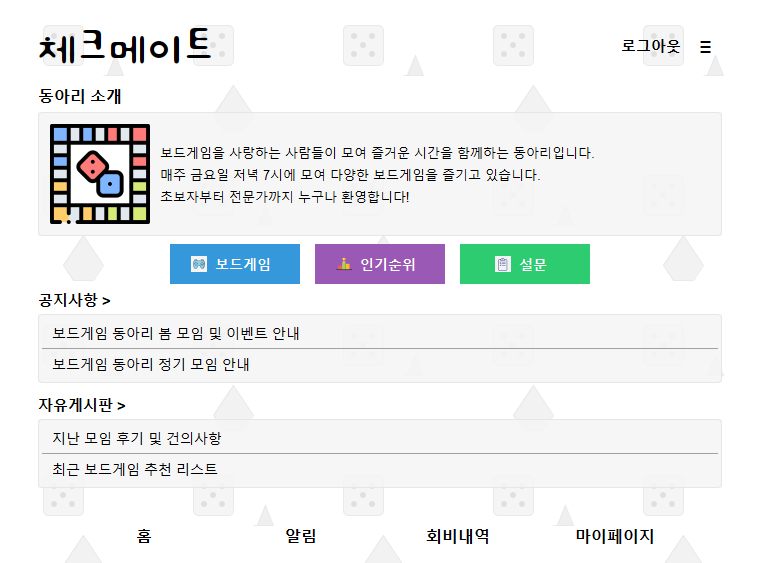 체크메이트
로그아웃
동아리 소개
보드게임을 사랑하는 사람들이 모여 즐거운 시간을 함께하는 동아리입니다.
매주 금요일 저녁 7시에 모여 다양한 보드게임을 즐기고 있습니다.
초보자부터 전문가까지 누구나 환영합니다!
보드게임
인기순위
설문
공지사항 >
보드게임 동아리 봄 모임 및 이벤트 안내
보드게임 동아리 정기 모임 안내
자유게시판 >
지난 모임 후기 및 건의사항
최근 보드게임 추천 리스트
홈
알림
회비내역
마이페이지